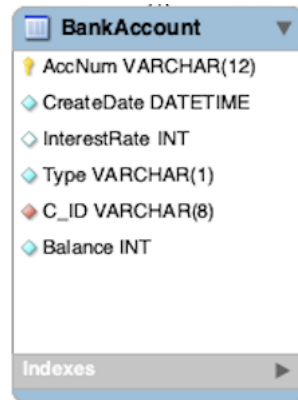 BankAccount
AccNum VARCHAR(12)
CreateDate DATETIME
InterestRate INT
Type VARCHAR(1)
C_ID VARCHAR(8)
Balance INT
Indexes